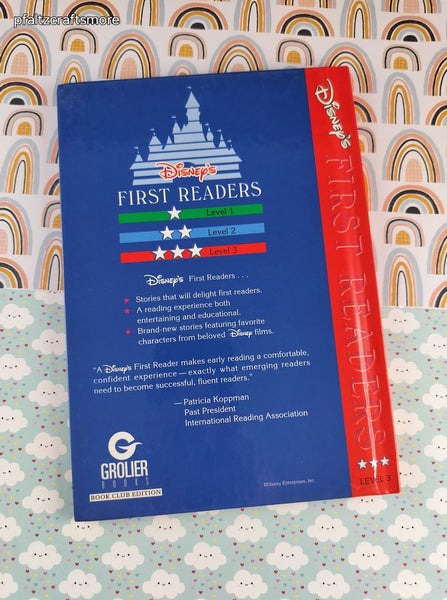 pfaltzcraftsmore
Disney's
FIRST READERS
Level 1
Level 2
Level 3
Disney's First Readers . . .
Stories that will delight first readers.
A reading experience both
entertaining and educational.
Brand-new stories featuring favorite
characters from beloved Disney films.
"A Disney's First Reader makes early reading a comfortable,
confident experience—exactly what emerging readers
need to become successful, fluent readers."
—Patricia Koppman
Past President
International Reading Association
G
GROLIER
BOOKS
BOOK CLUB EDITION
©Disney Enterprises, Inc.
Disney's
FIRST READERS
LEVEL 3